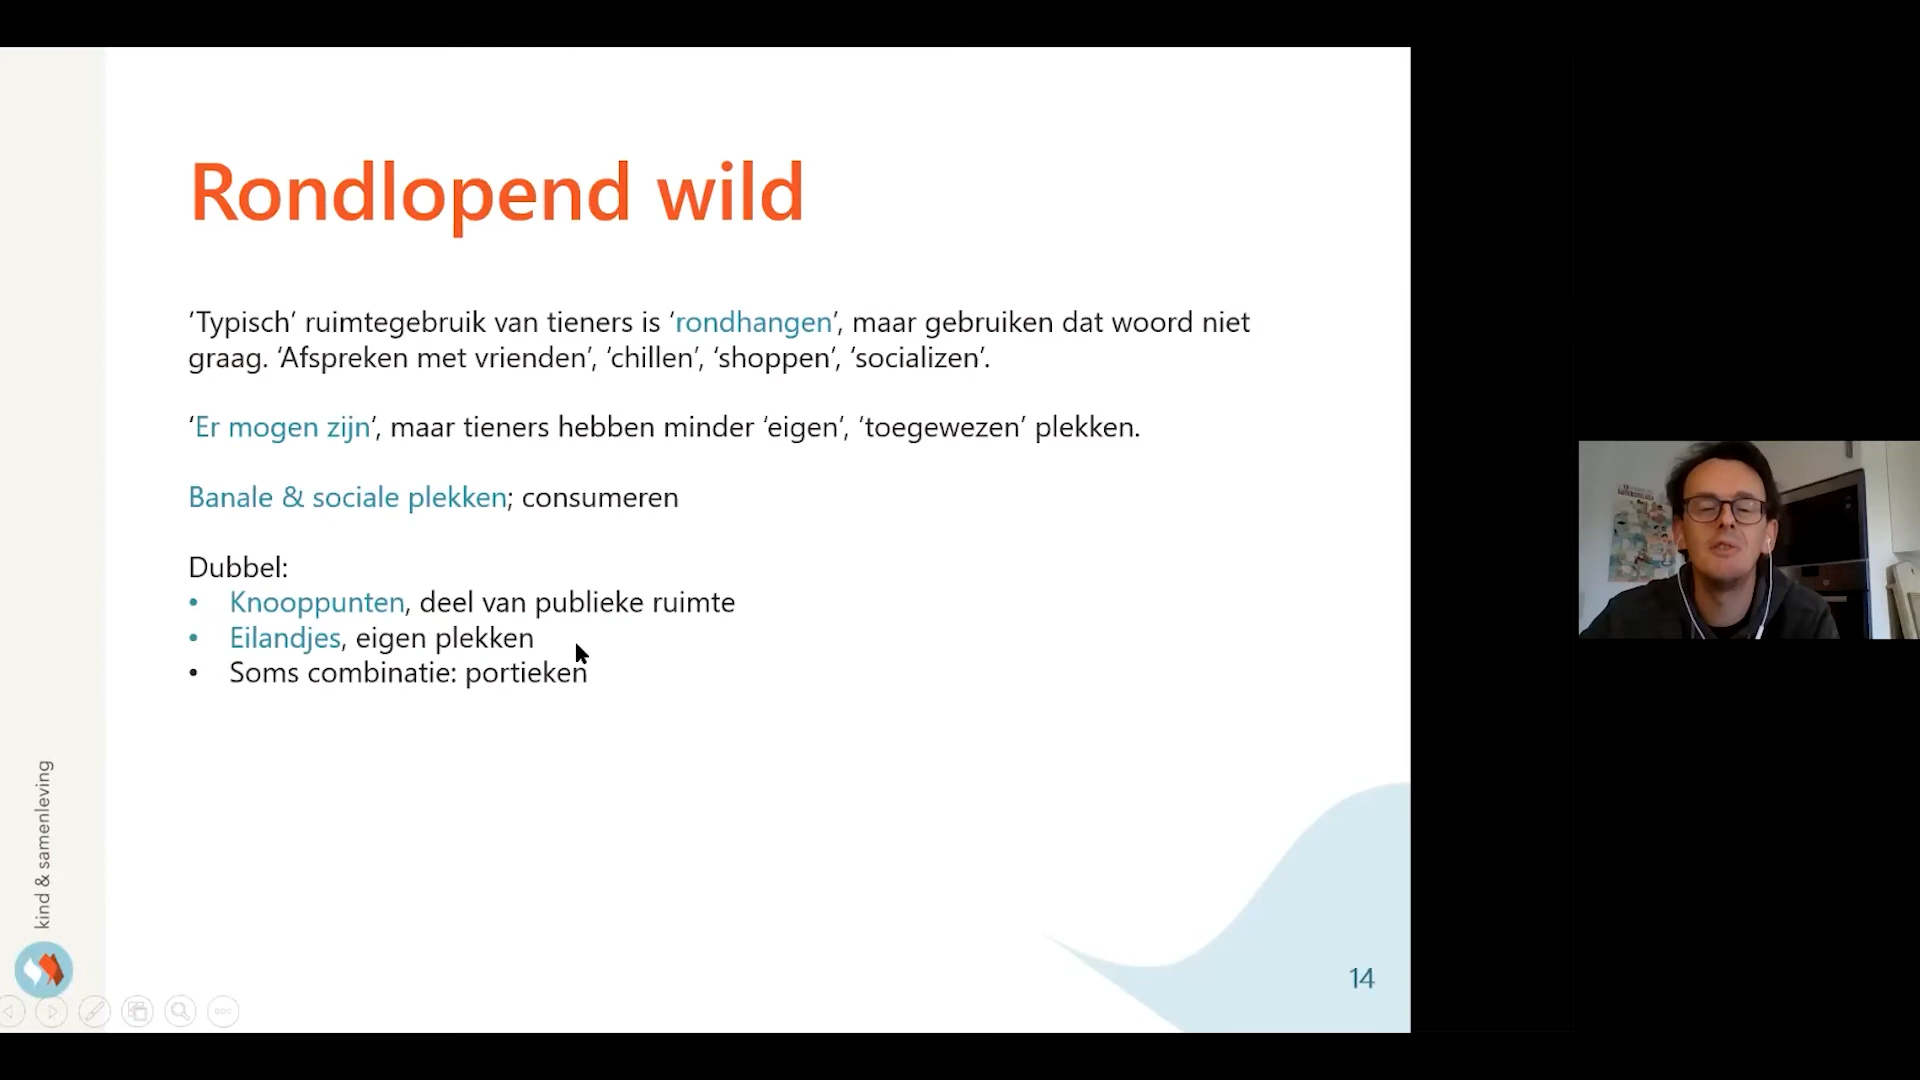 Rondlopend wild
‘Typisch’ ruimtegebruik van tieners is ‘rondhangen’, maar gebruiken dat woord niet
graag. ‘Afspreken met vrienden’, ‘chillen’, ‘shoppen’, ‘socializen’.
‘Er mogen zijn’, maar tieners hebben minder ‘eigen’, ‘toegewezen’ plekken.
Banale & sociale plekken; consumeren
Dubbel:
• Knooppunten, deel van publieke ruimte
• Eilandjes, eigen plekken
• Soms combinatie: portieken
kind & samenleving
14